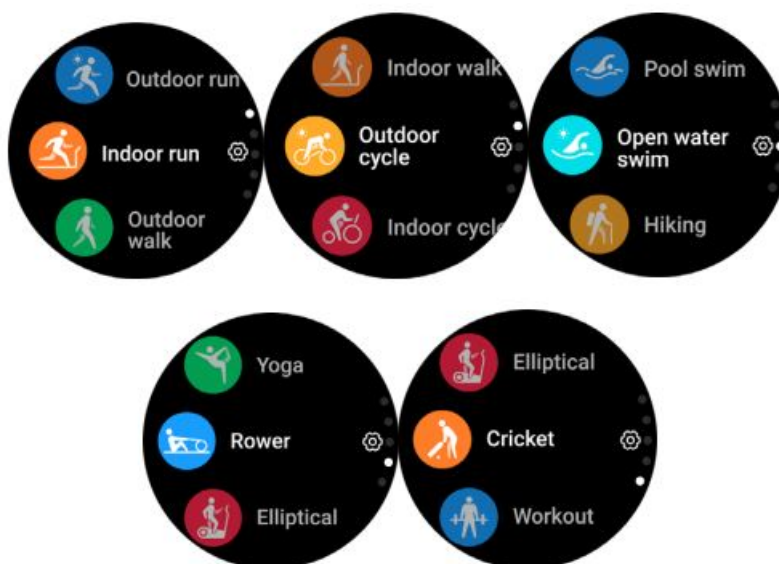 Outdoor run
Indoor run
Outdoor
walk
Indoor walk
Outdoor
cycle
Indoor cycle
Pool swim
Open water
swim
Hiking
Yoga
Rower
Elliptical
Elliptical
Cricket
Workout